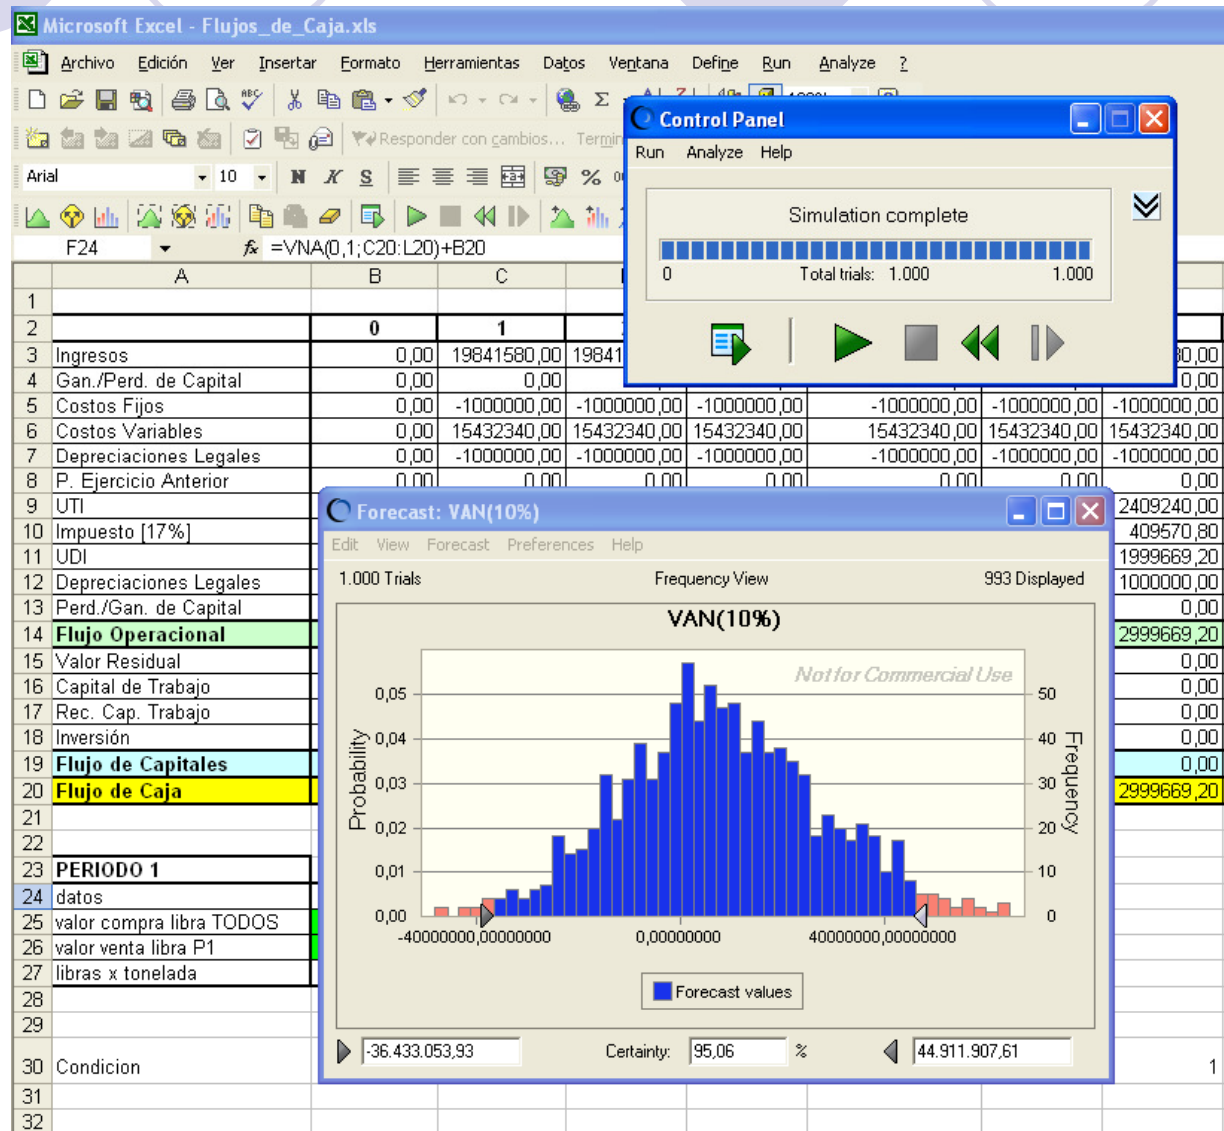 Microsoft Excel - Flujos_de_Caja.xls
Archivo Edición Ver Insertar Formato Herramientas Datos Ventana Define Run Analyze ?
Responder con cambios...
Arial 10 N K S %
F24 fx =VNA(0,1;C20:L20)+B20
Control Panel
Run Analyze Help
Simulation complete
0 Total trials: 1.000 1.000
A B C
1
2 0 1
3 Ingresos 0,00 19841580,00
4 Gan./Perd. de Capital 0,00 0,00 0,00
5 Costos Fijos 0,00 -1000000,00 -1000000,00 -1000000,00 -1000000,00 -1000000,00 -1000000,00
6 Costos Variables 0,00 15432340,00 15432340,00 15432340,00 15432340,00 15432340,00 15432340,00
7 Depreciaciones Legales 0,00 -1000000,00 -1000000,00 -1000000,00 -1000000,00 -1000000,00 -1000000,00
8 P. Ejercicio Anterior 0,00 0,00 0,00 0,00 0,00 0,00 0,00
9 UTI 2409240,00
10 Impuesto [17%] 409570,80
11 UDI 1999669,20
12 Depreciaciones Legales 1000000,00
13 Perd./Gan. de Capital 0,00
14 Flujo Operacional 2999669,20
15 Valor Residual 0,00
16 Capital de Trabajo 0,00
17 Rec. Cap. Trabajo 0,00
18 Inversión 0,00
19 Flujo de Capitales 0,00
20 Flujo de Caja 2999669,20
21
22
23 PERIODO 1
24 datos
25 valor compra libra TODOS
26 valor venta libra P1
27 libras x tonelada
28
29
30 Condicion 1
31
32
Forecast: VAN(10%)
Edit View Forecast Preferences Help
1.000 Trials Frequency View 993 Displayed
VAN(10%)
Not for Commercial Use
Probability
0,05
0,04
0,03
0,02
0,01
0,00
50
40
30
20
10
0
Frequency
-40000000,00000000 0,00000000 40000000,00000000
Forecast values
-36.433.053,93 Certainty: 95,06 % 44.911.907,61